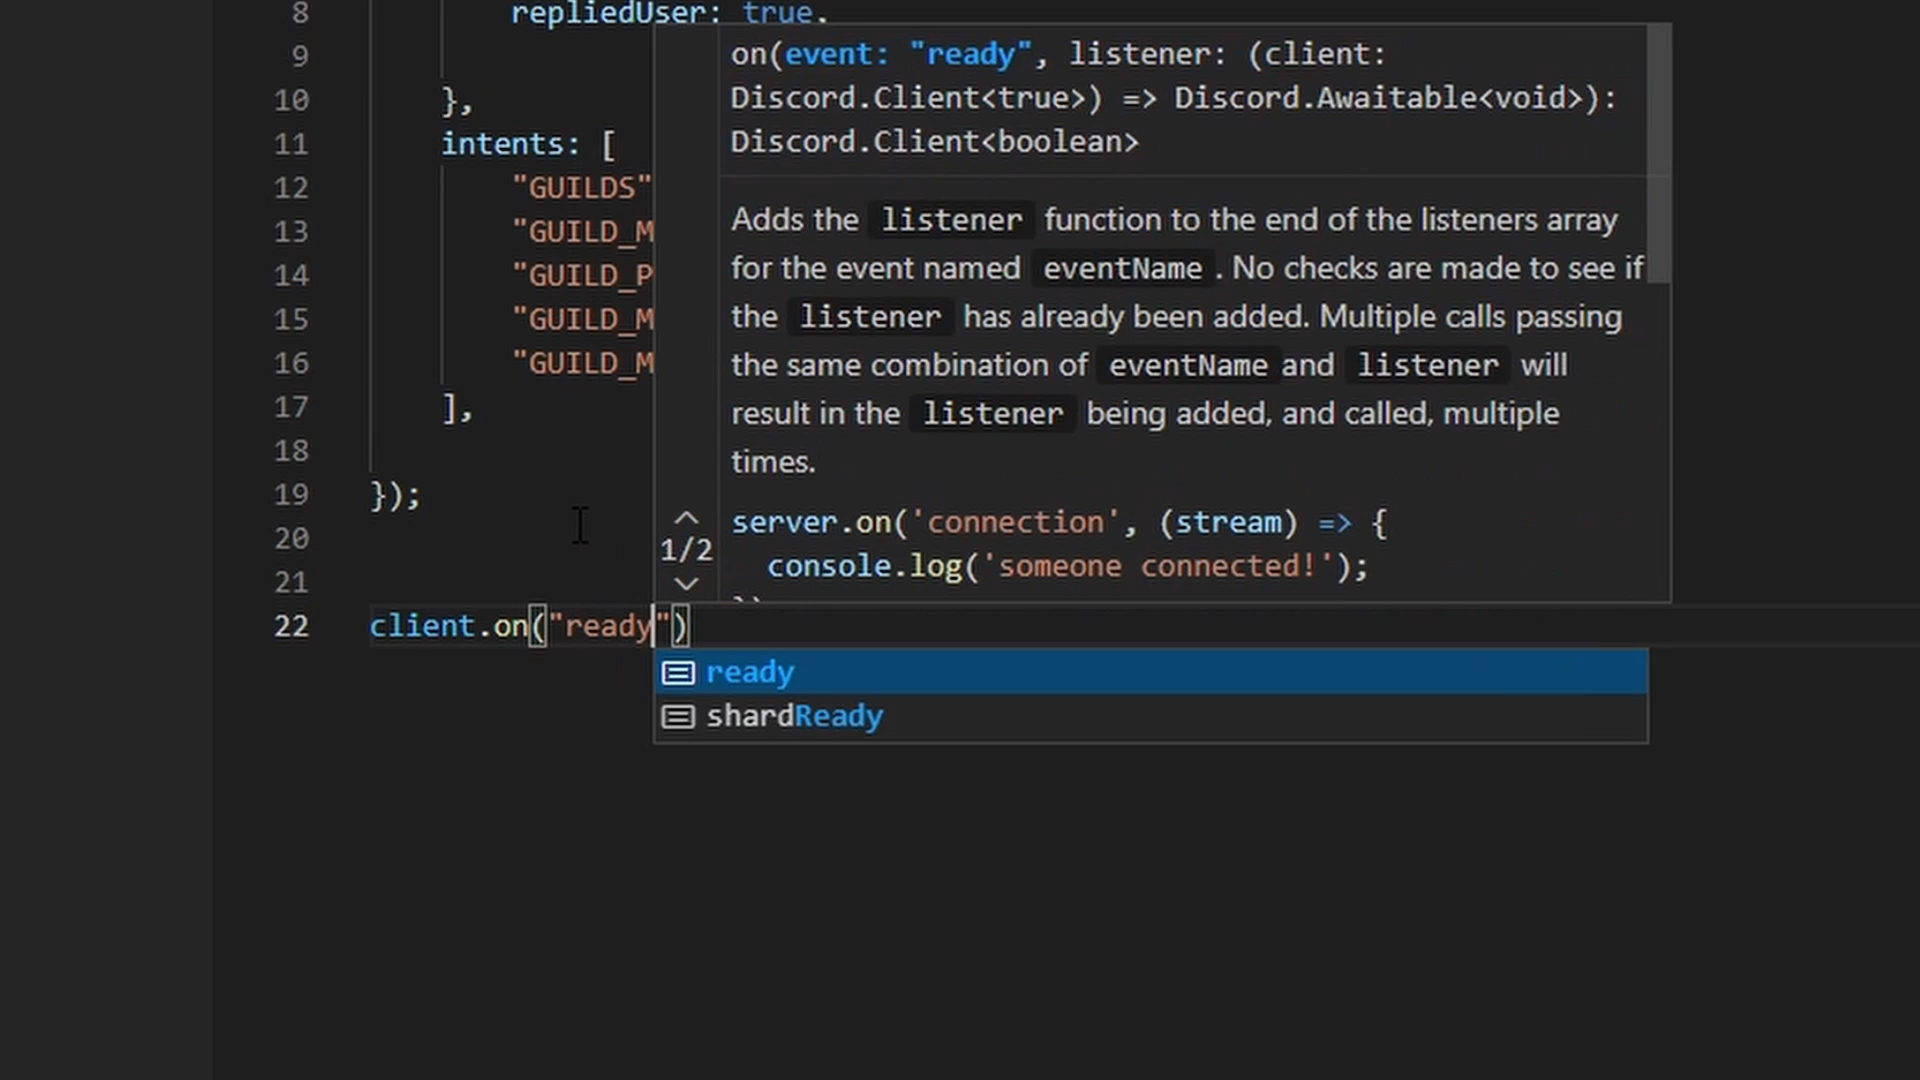 8 repliedUser: true,
9
10 },
11 intents: [
12 "GUILDS"
13 "GUILD_M
14 "GUILD_P
15 "GUILD_M
16 "GUILD_M
17 ],
18
19 });
20
21
22 client.on("ready")
on(event: "ready", listener: (client:
Discord.Client<true>) => Discord.Awaitable<void>):
Discord.Client<boolean>
Adds the listener function to the end of the listeners array
for the event named eventName . No checks are made to see if
the listener has already been added. Multiple calls passing
the same combination of eventName and listener will
result in the listener being added, and called, multiple
times.
server.on('connection', (stream) => {
console.log('someone connected!');
1/2
ready
shardReady